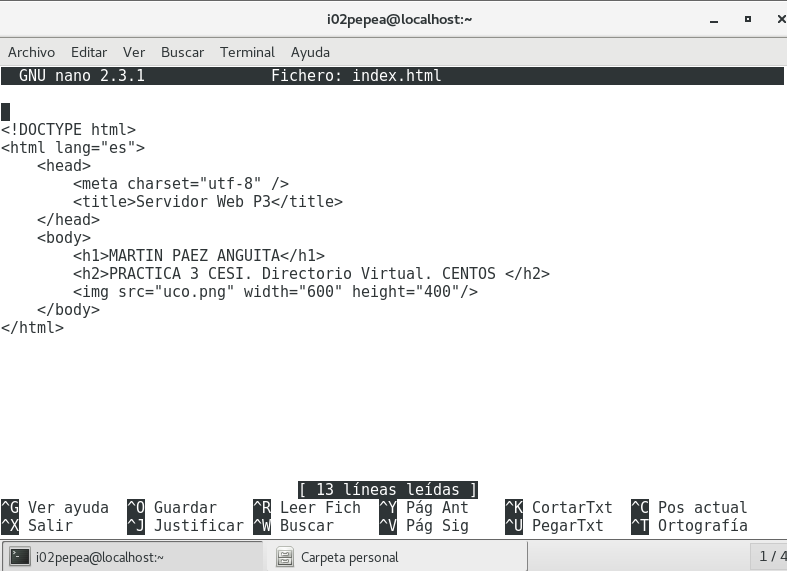 i02pepea@localhost:~
Archivo Editar Ver Buscar Terminal Ayuda
GNU nano 2.3.1 Fichero: index.html
<!DOCTYPE html>
<html lang="es">
    <head>
        <meta charset="utf-8" />
        <title>Servidor Web P3</title>
    </head>
    <body>
        <h1>MARTIN PAEZ ANGUITA</h1>
        <h2>PRACTICA 3 CESI. Directorio Virtual. CENTOS </h2>
        <img src="uco.png" width="600" height="400"/>
    </body>
</html>
[ 13 líneas leídas ]
^G Ver ayuda ^O Guardar ^R Leer Fich ^Y Pág Ant ^K CortarTxt ^C Pos actual
^X Salir ^J Justificar ^W Buscar ^V Pág Sig ^U PegarTxt ^T Ortografía
i02pepea@localhost:~ Carpeta personal 1 / 4